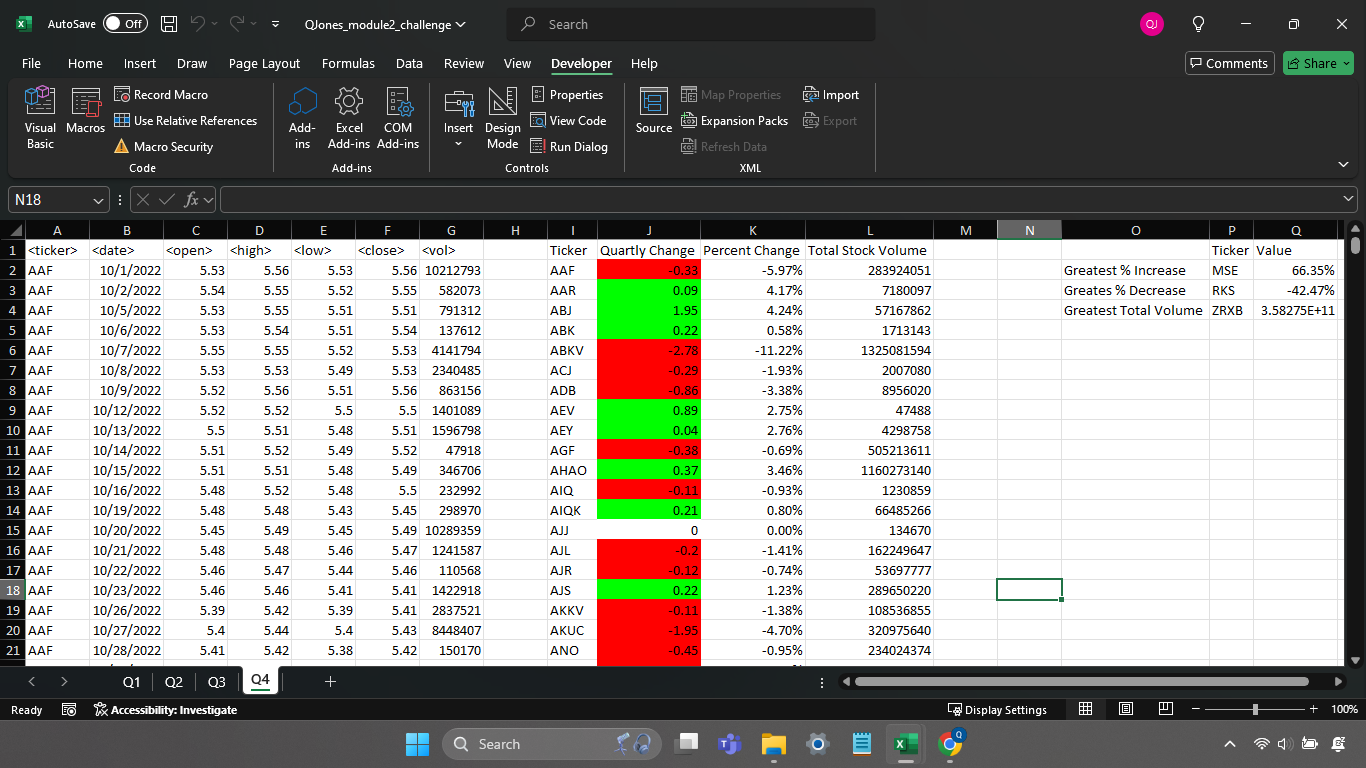 AutoSave Off QJones_module2_challenge Search QJ
File Home Insert Draw Page Layout Formulas Data Review View Developer Help Comments Share
Visual Basic Macros Record Macro Use Relative References Macro Security Code
Add-ins Excel Add-ins COM Add-ins Add-ins
Insert Design Mode Properties View Code Run Dialog Controls
Source Map Properties Expansion Packs Refresh Data Import Export XML
N18 fx
A B C D E F G H I J K L M N O P Q
1 <ticker> <date> <open> <high> <low> <close> <vol> Ticker Quartly Change Percent Change Total Stock Volume Ticker Value
2 AAF 10/1/2022 5.53 5.56 5.53 5.56 10212793 AAF -0.33 -5.97% 283924051 Greatest % Increase MSE 66.35%
3 AAF 10/2/2022 5.54 5.55 5.52 5.55 582073 AAR 0.09 4.17% 7180097 Greates % Decrease RKS -42.47%
4 AAF 10/5/2022 5.53 5.55 5.51 5.51 791312 ABJ 1.95 4.24% 57167862 Greatest Total Volume ZRXB 3.58275E+11
5 AAF 10/6/2022 5.53 5.54 5.51 5.54 137612 ABK 0.22 0.58% 1713143
6 AAF 10/7/2022 5.55 5.55 5.52 5.53 4141794 ABKV -2.78 -11.22% 1325081594
7 AAF 10/8/2022 5.53 5.53 5.49 5.53 2340485 ACJ -0.29 -1.93% 2007080
8 AAF 10/9/2022 5.52 5.56 5.51 5.56 863156 ADB -0.86 -3.38% 8956020
9 AAF 10/12/2022 5.52 5.52 5.5 5.5 1401089 AEV 0.89 2.75% 47488
10 AAF 10/13/2022 5.5 5.51 5.48 5.51 1596798 AEY 0.04 2.76% 4298758
11 AAF 10/14/2022 5.51 5.52 5.49 5.52 47918 AGF -0.38 -0.69% 505213611
12 AAF 10/15/2022 5.51 5.51 5.48 5.49 346706 AHAO 0.37 3.46% 1160273140
13 AAF 10/16/2022 5.48 5.52 5.48 5.5 232992 AIQ -0.11 -0.93% 1230859
14 AAF 10/19/2022 5.48 5.48 5.43 5.45 298970 AIQK 0.21 0.80% 66485266
15 AAF 10/20/2022 5.45 5.49 5.45 5.49 10289359 AJJ 0 0.00% 134670
16 AAF 10/21/2022 5.48 5.48 5.46 5.47 1241587 AJL -0.2 -1.41% 162249647
17 AAF 10/22/2022 5.46 5.47 5.44 5.46 110568 AJR -0.12 -0.74% 53697777
18 AAF 10/23/2022 5.46 5.46 5.41 5.41 1422918 AJS 0.22 1.23% 289650220
19 AAF 10/26/2022 5.39 5.42 5.39 5.41 2837521 AKKV -0.11 -1.38% 108536855
20 AAF 10/27/2022 5.4 5.44 5.4 5.43 8448407 AKUC -1.95 -4.70% 320975640
21 AAF 10/28/2022 5.41 5.42 5.38 5.42 150170 ANO -0.45 -0.95% 234024374
Q1 Q2 Q3 Q4
Ready Accessibility: Investigate Display Settings 100%
Search Q